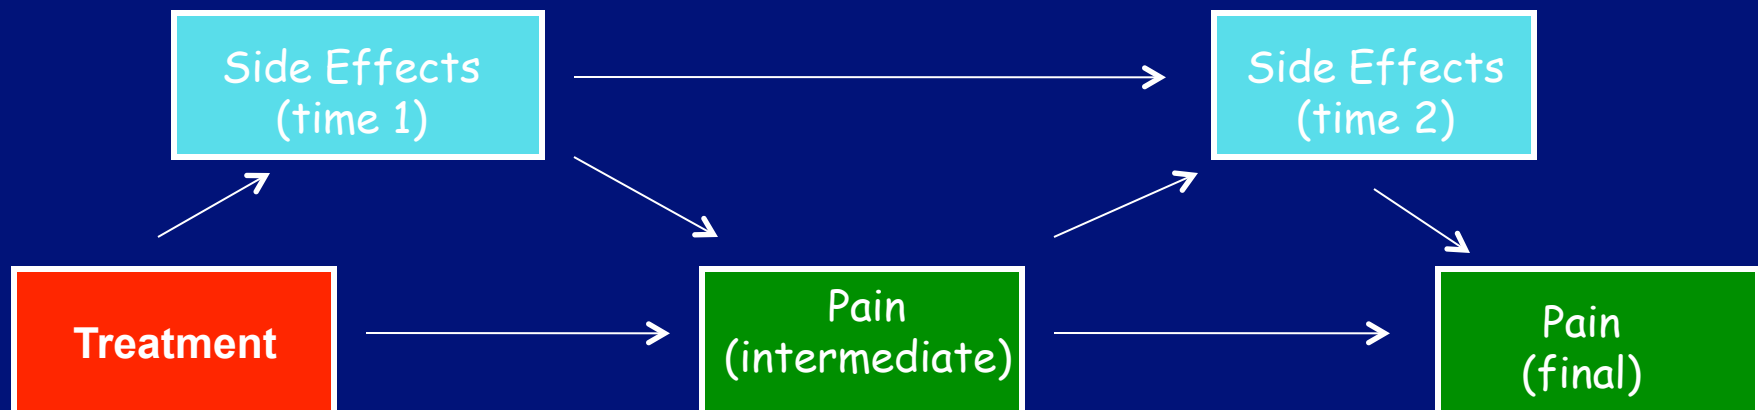 Side Effects
(time 1)
Side Effects
(time 2)
Treatment
Pain
(intermediate)
Pain
(final)